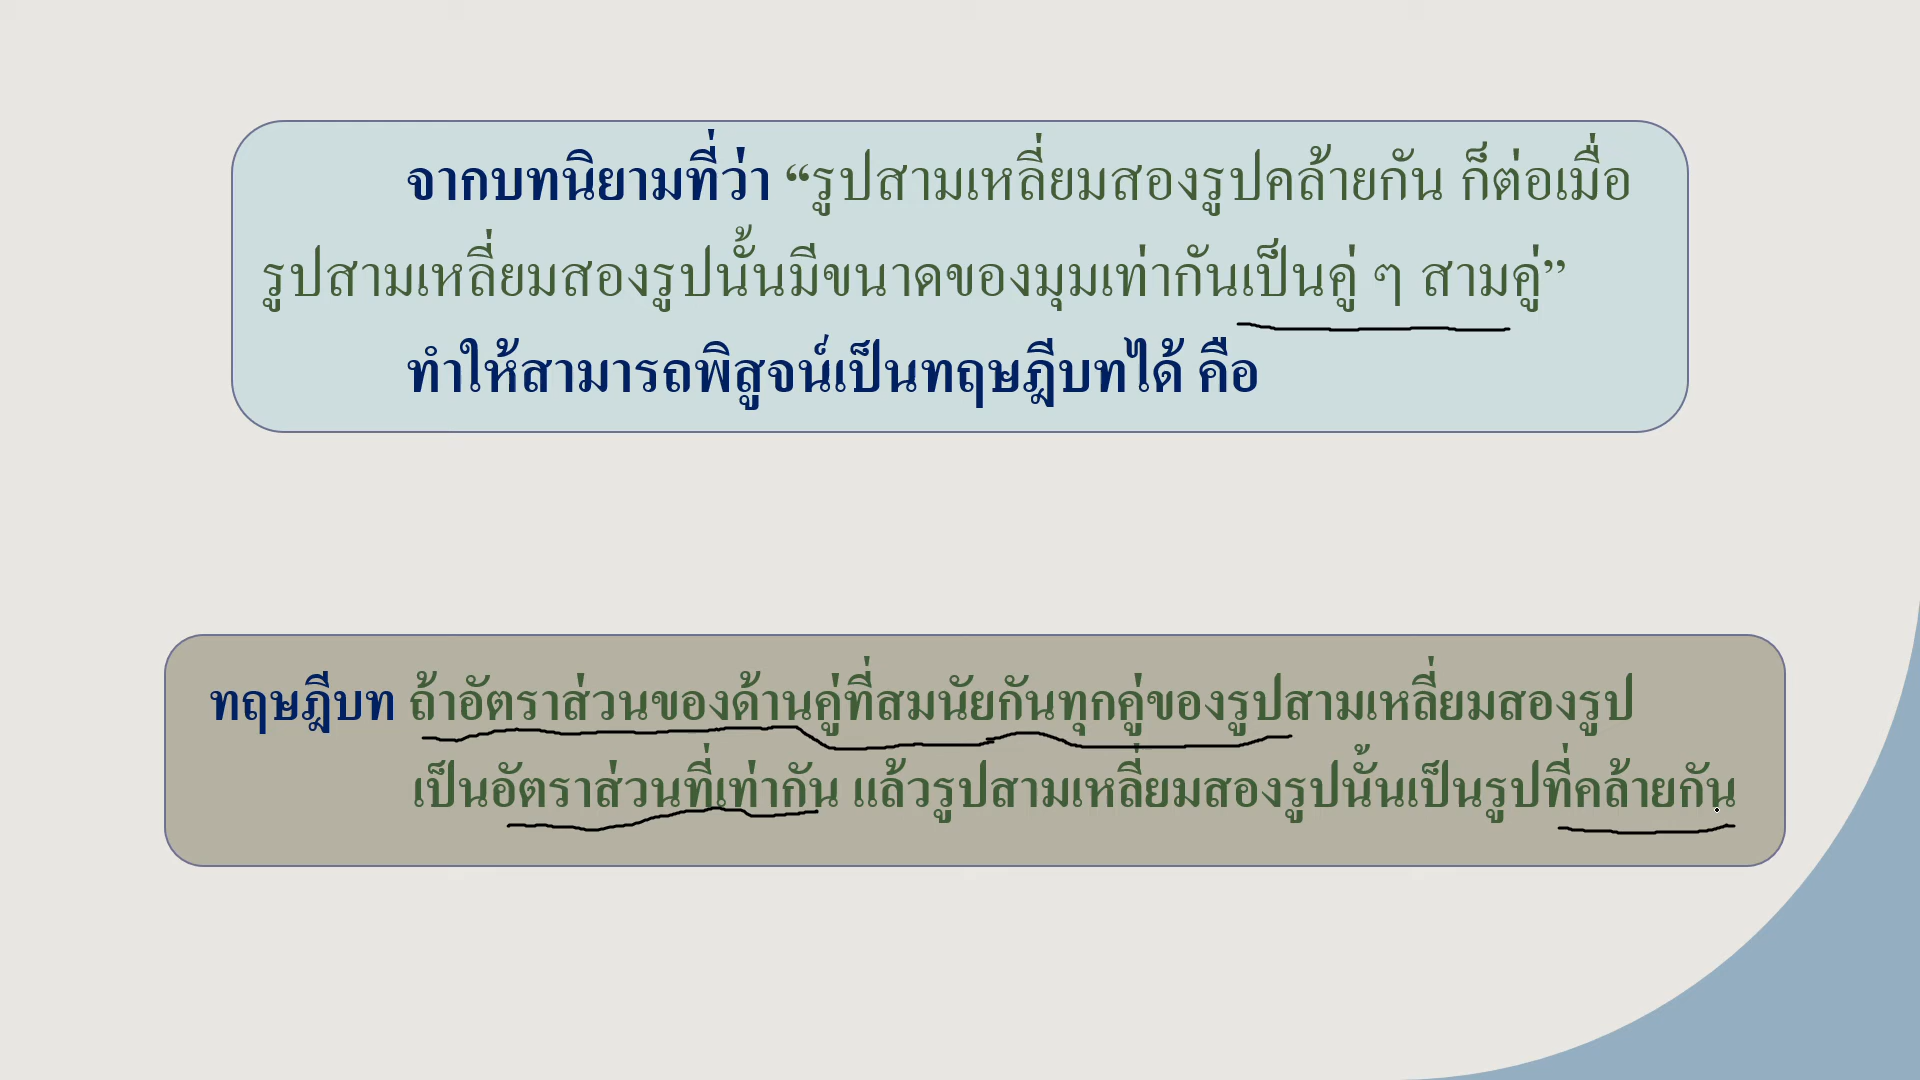 จากบทนิยามที่ว่า “รูปสามเหลี่ยมสองรูปคล้ายกัน ก็ต่อเมื่อ
รูปสามเหลี่ยมสองรูปนั้นมีขนาดของมุมเท่ากันเป็นคู่ ๆ สามคู่”
ทำให้สามารถพิสูจน์เป็นทฤษฎีบทได้ คือ
ทฤษฎีบท ถ้าอัตราส่วนของด้านคู่ที่สมนัยกันทุกคู่ของรูปสามเหลี่ยมสองรูป
เป็นอัตราส่วนที่เท่ากัน แล้วรูปสามเหลี่ยมสองรูปนั้นเป็นรูปที่คล้ายกัน